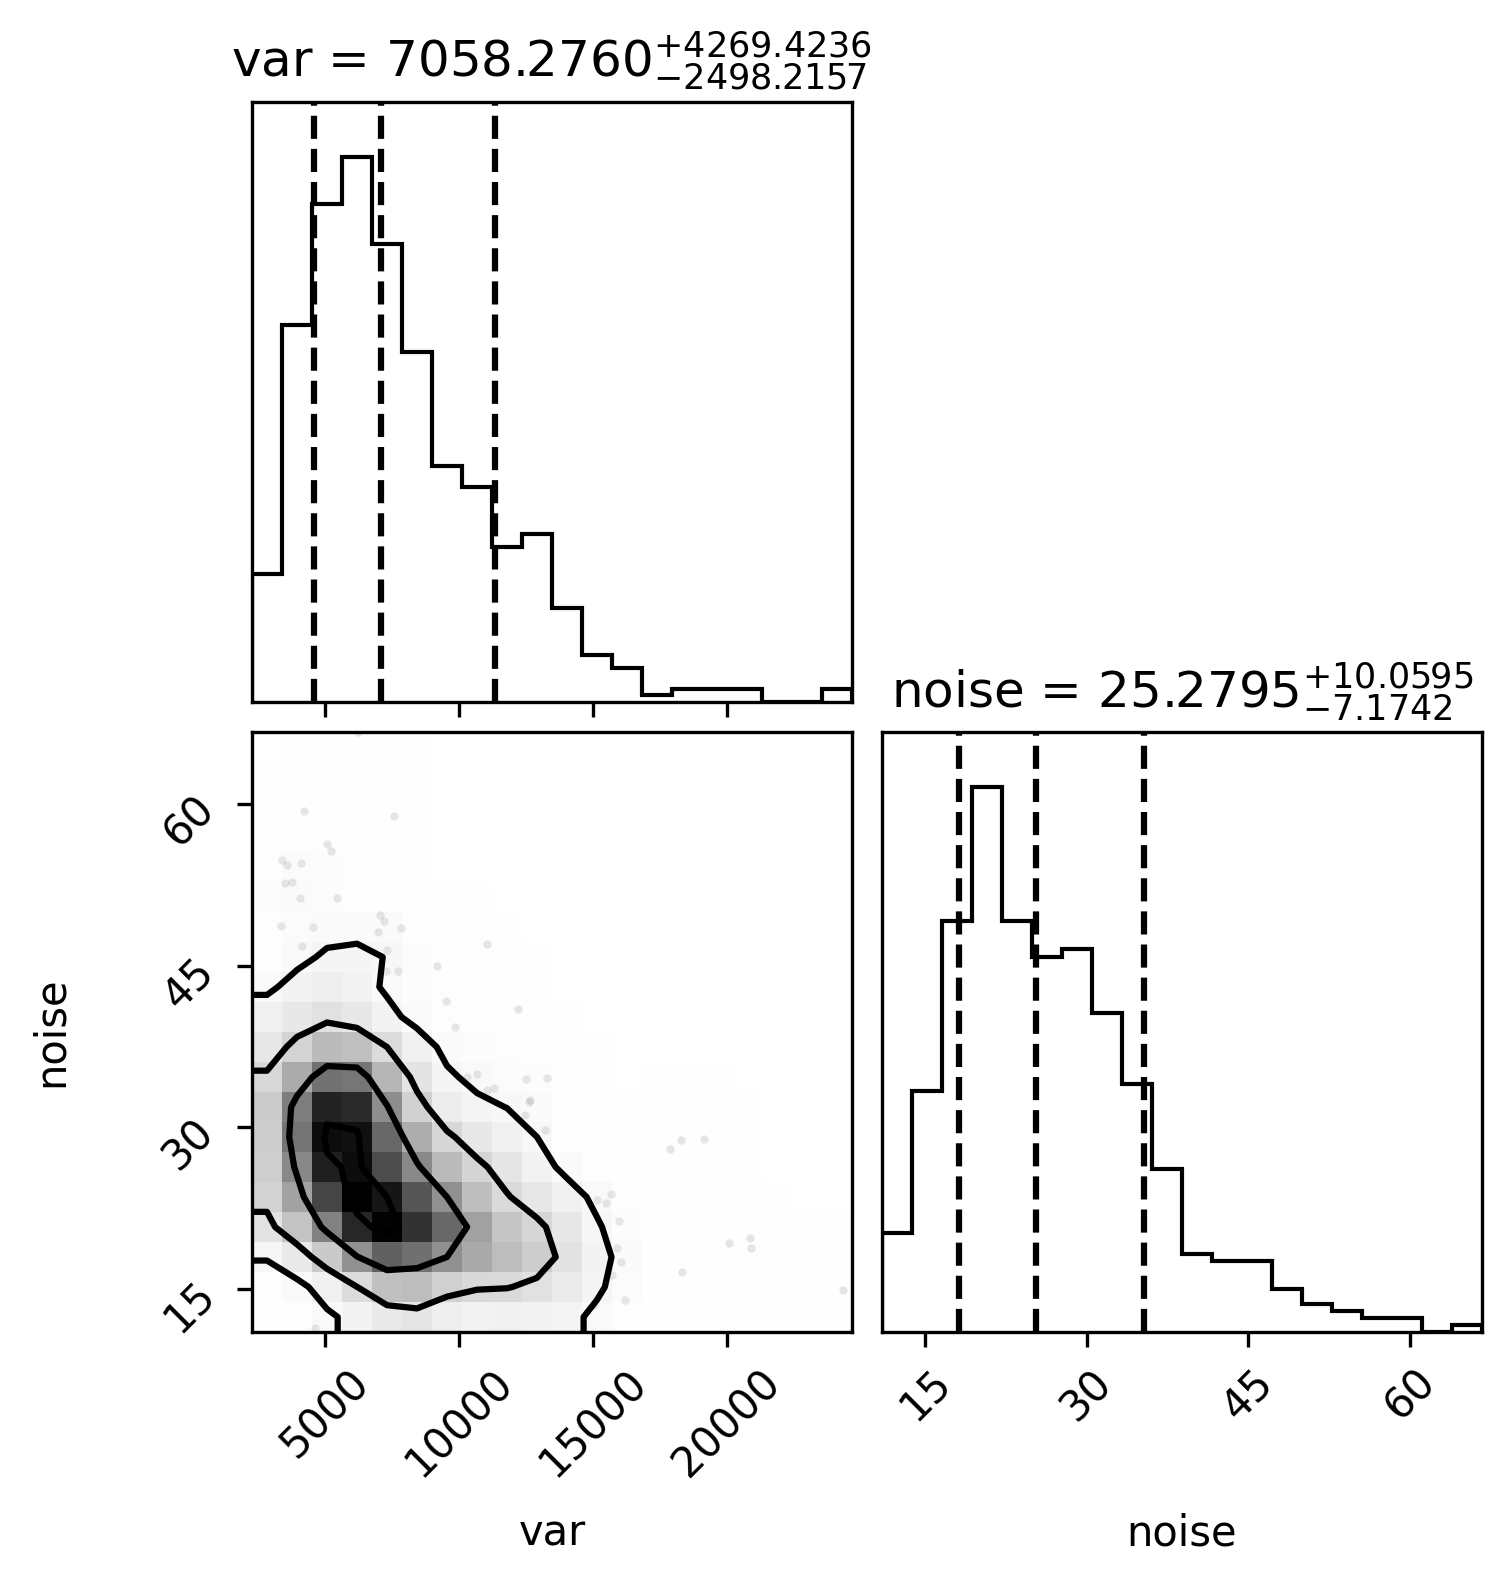 var = 7058.2760+4269.4236−2498.2157
noise = 25.2795+10.0595−7.1742
60
45
30
15
noise
5000 10000 15000 20000
15 30 45 60
var
noise